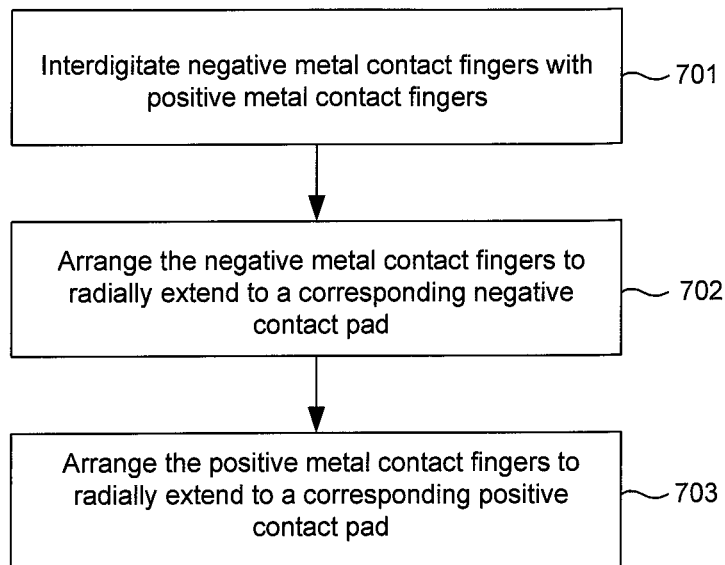 Interdigitate negative metal contact fingers with
positive metal contact fingers
701
Arrange the negative metal contact fingers to
radially extend to a corresponding negative
contact pad
702
Arrange the positive metal contact fingers to
radially extend to a corresponding positive
contact pad
703